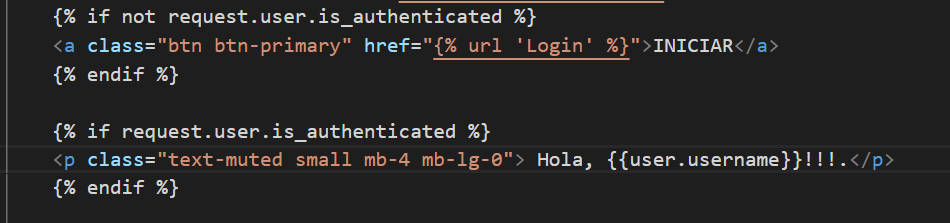 {% if not request.user.is_authenticated %}
<a class="btn btn-primary" href="{% url 'Login' %}">INICIAR</a>
{% endif %}
{% if request.user.is_authenticated %}
<p class="text-muted small mb-4 mb-lg-0"> Hola, {{user.username}}!!!.</p>
{% endif %}